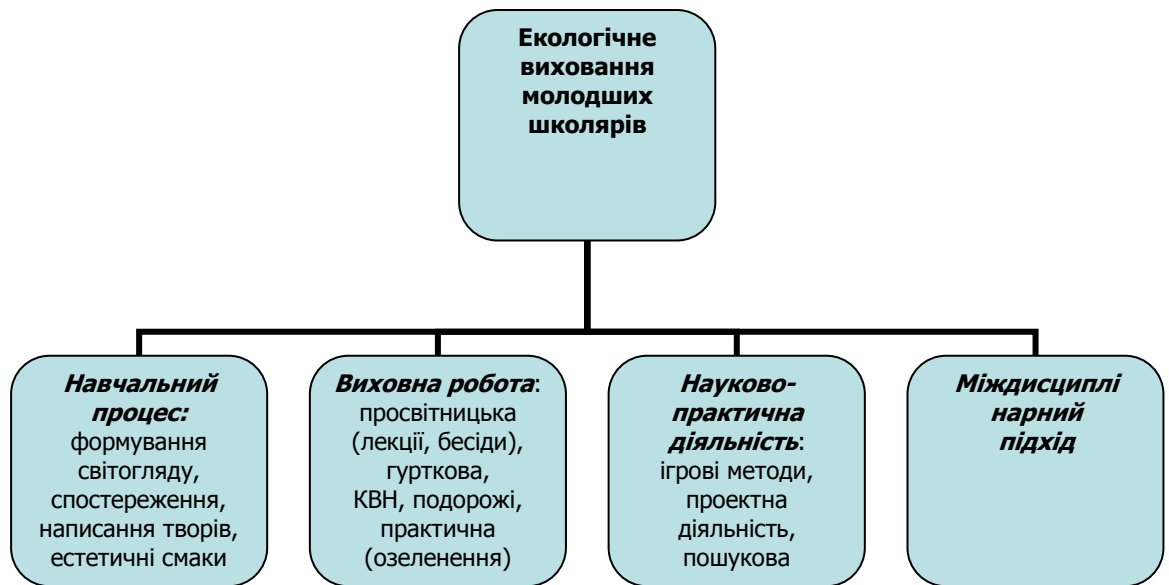 Екологічне
виховання
молодших
школярів
Навчальний
процес:
формування
світогляду,
спостереження,
написання творів,
естетичні смаки
Виховна робота:
просвітницька
(лекції, бесіди),
гурткова,
КВН, подорожі,
практична
(озеленення)
Науково-
практична
діяльність:
ігрові методи,
проектна
діяльність,
пошукова
Міждисциплі
нарний
підхід